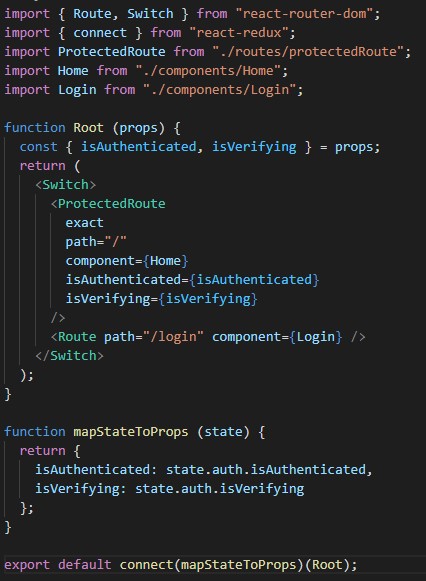 import { Route, Switch } from "react-router-dom";
import { connect } from "react-redux";
import ProtectedRoute from "./routes/protectedRoute";
import Home from "./components/Home";
import Login from "./components/Login";

function Root (props) {
  const { isAuthenticated, isVerifying } = props;
  return (
    <Switch>
      <ProtectedRoute
        exact
        path="/"
        component={Home}
        isAuthenticated={isAuthenticated}
        isVerifying={isVerifying}
      />
      <Route path="/login" component={Login} />
    </Switch>
  );
}

function mapStateToProps (state) {
  return {
    isAuthenticated: state.auth.isAuthenticated,
    isVerifying: state.auth.isVerifying
  };
}

export default connect(mapStateToProps)(Root);